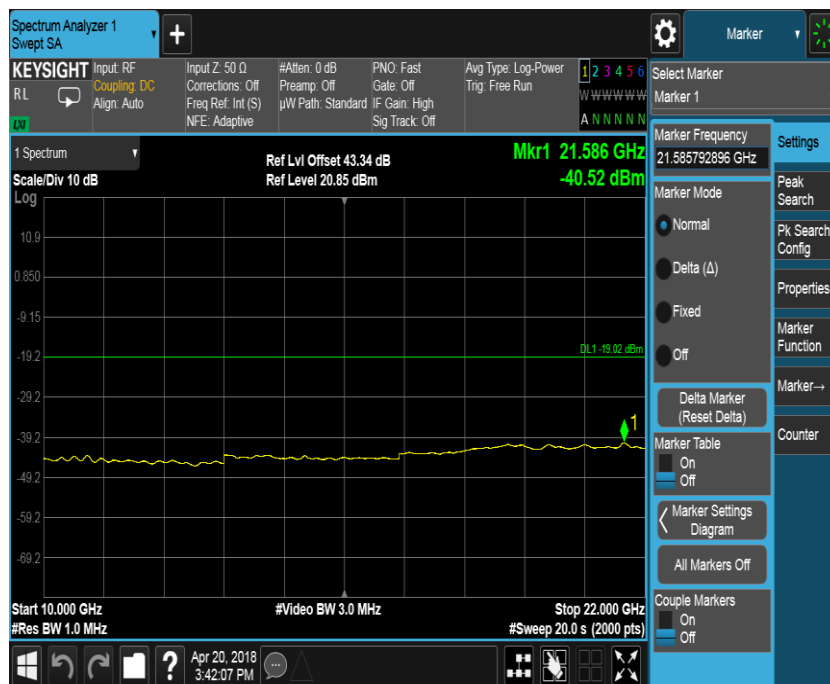 Spectrum Analyzer 1
Swept SA
Marker
KEYSIGHT
RL
LXI
Input: RF
Coupling: DC
Align: Auto
Input Z: 50 Ω
Corrections: Off
Freq Ref: Int (S)
NFE: Adaptive
#Atten: 0 dB
Preamp: Off
µW Path: Standard
PNO: Fast
Gate: Off
IF Gain: High
Sig Track: Off
Avg Type: Log-Power
Trig: Free Run
1 2 3 4 5 6
W W W W W W
A N N N N N
Select Marker
Marker 1
1 Spectrum
Scale/Div 10 dB
Log
Ref Lvl Offset 43.34 dB
Ref Level 20.85 dBm
Mkr1 21.586 GHz
-40.52 dBm
10.9
0.850
-9.15
-19.2
-29.2
-39.2
-49.2
-59.2
-69.2
DL1 -19.02 dBm
1
Start 10.000 GHz
#Res BW 1.0 MHz
#Video BW 3.0 MHz
Stop 22.000 GHz
#Sweep 20.0 s (2000 pts)
Marker Frequency
21.585792896 GHz
Marker Mode
Normal
Delta (Δ)
Fixed
Off
Delta Marker
(Reset Delta)
Marker Table
On
Off
Marker Settings
Diagram
All Markers Off
Couple Markers
On
Off
Settings
Peak
Search
Pk Search
Config
Properties
Marker
Function
Marker→
Counter
?
Apr 20, 2018
3:42:07 PM